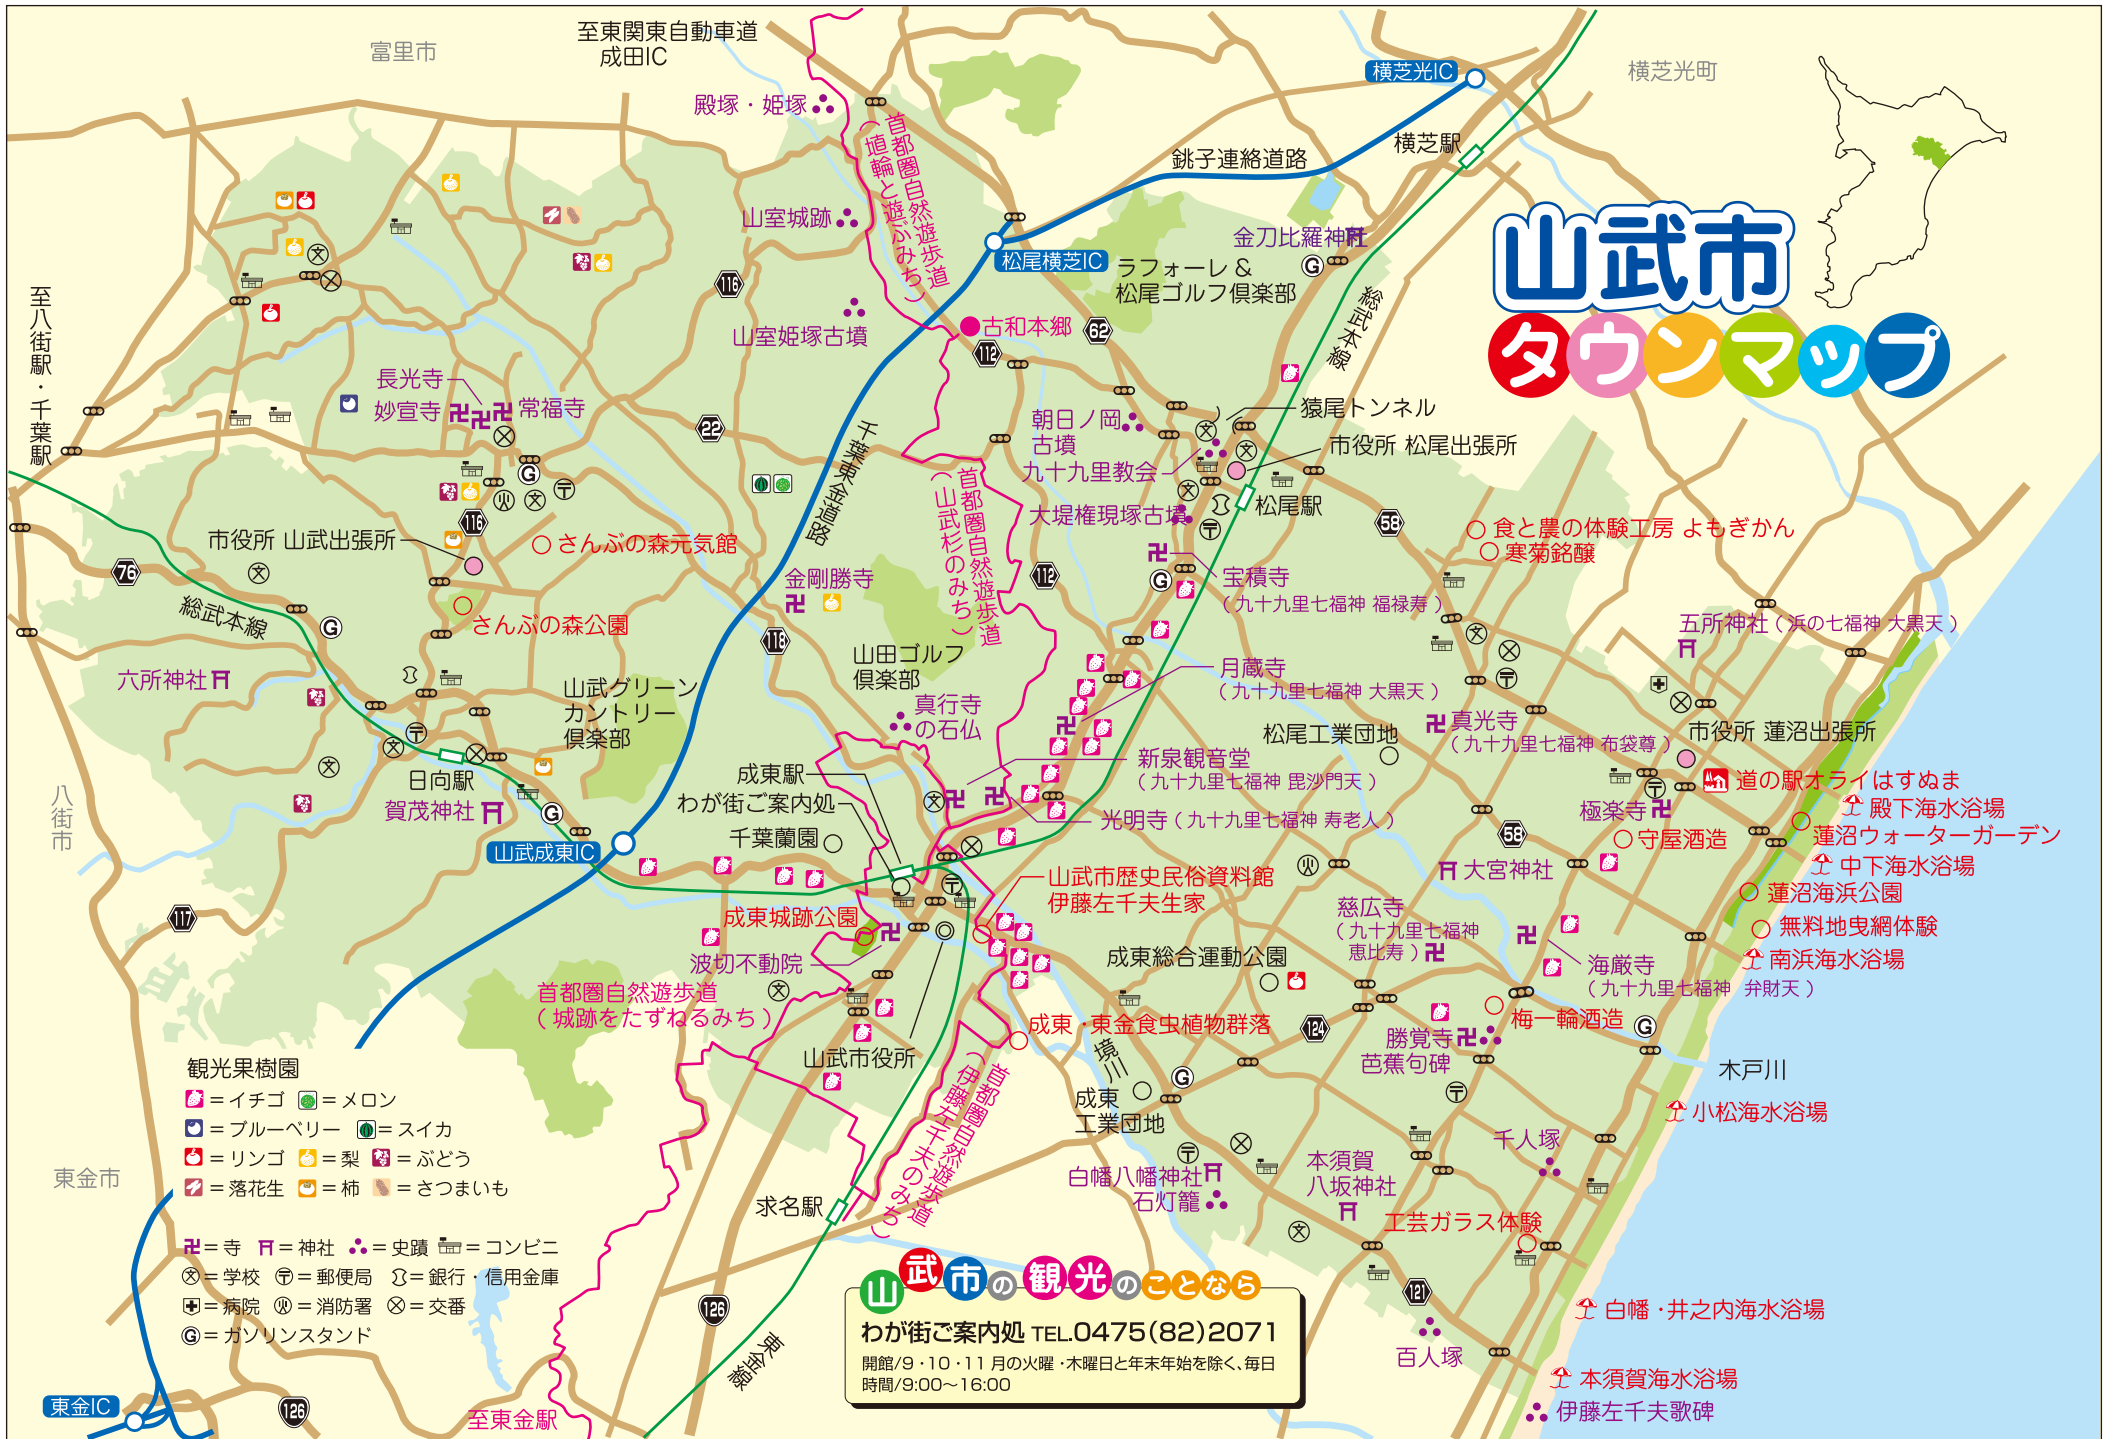 富里市
至東関東自動車道
成田IC
横芝光IC
横芝光町
殿塚・姫塚
首都圏自然遊歩道
(埴輪と遊ぶみち)
銚子連絡道路
横芝駅
山室城跡
金刀比羅神社
松尾横芝IC
ラフォーレ &
松尾ゴルフ倶楽部
G
山武市
タウンマップ
至八街駅・千葉駅
116
山室姫塚古墳
古和本郷
62
112
総武本線
長光寺
妙宣寺
常福寺
22
千葉東金道路
朝日ノ岡
古墳
猿尾トンネル
市役所 松尾出張所
九十九里教会
G
116
大堤権現塚古墳
松尾駅
58
食と農の体験工房 よもぎかん
寒菊銘醸
市役所 山武出張所
さんぶの森元気館
首都圏自然遊歩道
(山武杉のみち)
76
金剛勝寺
112
G
宝積寺
(九十九里七福神 福禄寿)
総武本線
G
さんぶの森公園
118
五所神社(浜の七福神 大黒天)
六所神社
山田ゴルフ
倶楽部
月蔵寺
(九十九里七福神 大黒天)
山武グリーン
カントリー
倶楽部
真行寺
の石仏
松尾工業団地
真光寺
(九十九里七福神 布袋尊)
市役所 蓮沼出張所
日向駅
成東駅
新泉観音堂
(九十九里七福神 毘沙門天)
道の駅オライはすぬま
八街市
賀茂神社
G
わが街ご案内処
光明寺(九十九里七福神 寿老人)
極楽寺
殿下海水浴場
山武成東IC
千葉蘭園
58
守屋酒造
蓮沼ウォーターガーデン
大宮神社
中下海水浴場
山武市歴史民俗資料館
伊藤左千夫生家
蓮沼海浜公園
117
成東城跡公園
慈広寺
(九十九里七福神
恵比寿)
無料地曳網体験
波切不動院
成東総合運動公園
海厳寺
(九十九里七福神 弁財天)
南浜海水浴場
首都圏自然遊歩道
(城跡をたずねるみち)
成東・東金食虫植物群落
124
梅一輪酒造
G
勝覚寺
芭蕉句碑
山武市役所
境川
木戸川
観光果樹園
=イチゴ =メロン
=ブルーベリー =スイカ
=リンゴ =梨 =ぶどう
=落花生 =柿 =さつまいも
首都圏自然遊歩道
(伊藤左千夫のみち)
成東
工業団地
G
小松海水浴場
千人塚
東金市
白幡八幡神社
石灯籠
本須賀
八坂神社
求名駅
工芸ガラス体験
=寺 =神社 =史蹟 =コンビニ
=学校 =郵便局 =銀行・信用金庫
=病院 =消防署 =交番
G=ガソリンスタンド
126
121
白幡・井之内海水浴場
山武市の観光のことなら
わが街ご案内処 TEL.0475(82)2071
開館/9・10・11月の火曜・木曜日と年末年始を除く、毎日
時間/9:00〜16:00
東金線
百人塚
本須賀海水浴場
伊藤左千夫歌碑
東金IC
126
至東金駅